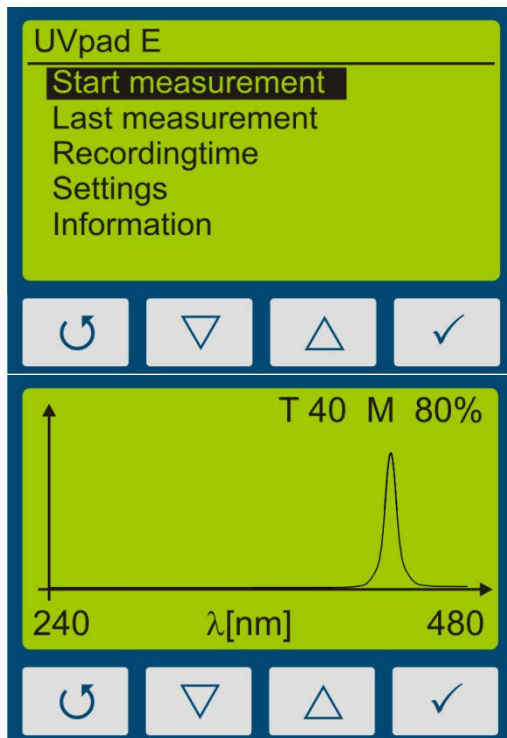 UVpad E
Start measurement
Last measurement
Recordingtime
Settings
Information
T 40 M 80%
240 λ[nm] 480